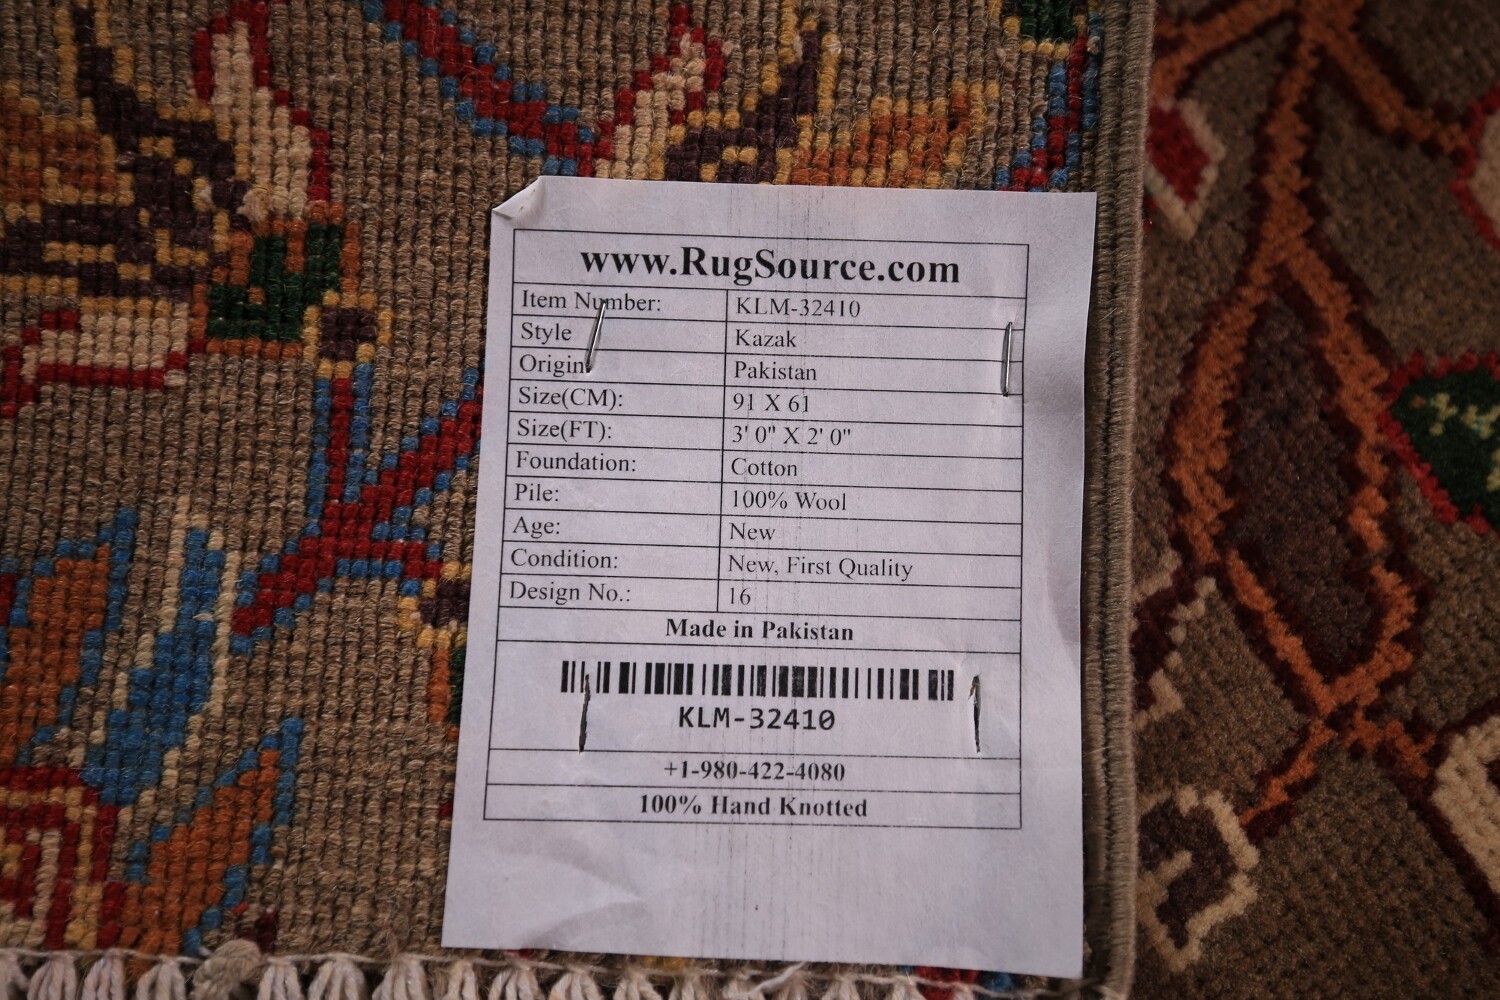 www.RugSource.com
Item Number: KLM-32410
Style Kazak
Origin Pakistan
Size(CM): 91 X 61
Size(FT): 3' 0" X 2' 0"
Foundation: Cotton
Pile: 100% Wool
Age: New
Condition: New, First Quality
Design No.: 16
Made in Pakistan
KLM-32410
+1-980-422-4080
100% Hand Knotted